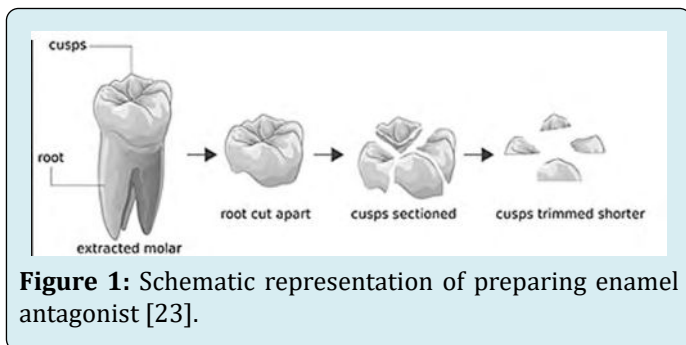 cusps
root
extracted molar
root cut apart
cusps sectioned
cusps trimmed shorter
Figure 1: Schematic representation of preparing enamel
antagonist [23].